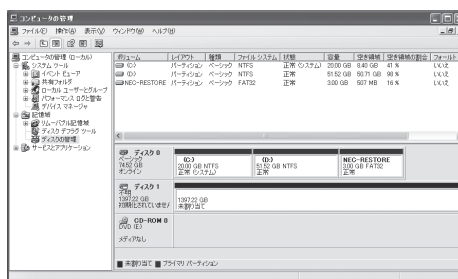 コンピュータの管理
ファイル(F) 操作(A) 表示(V) ウィンドウ(W) ヘルプ(H)
コンピュータの管理 (ローカル)
システム ツール
イベント ビューア
共有フォルダ
ローカル ユーザーとグループ
パフォーマンス ログと警告
デバイス マネージャ
記憶域
リムーバブル記憶域
ディスク デフラグ ツール
ディスクの管理
サービスとアプリケーション
ボリューム レイアウト 種類 ファイル システム 状態 容量 空き領域 空き領域の割合 フォールト
(C:) パーティション ベーシック NTFS 正常 (システム) 20.00 GB 8.40 GB 41 % いいえ
(D:) パーティション ベーシック NTFS 正常 51.52 GB 50.71 GB 98 % いいえ
NEC-RESTORE パーティション ベーシック FAT32 正常 3.00 GB 507 MB 16 % いいえ
ディスク 0
ベーシック
74.52 GB
オンライン
(C:)
20.00 GB NTFS
正常 (システム)
(D:)
51.52 GB NTFS
正常
NEC-RESTORE
3.00 GB FAT32
正常
ディスク 1
不明
1397.22 GB
初期化されていませ
1397.22 GB
未割り当て
CD-ROM 0
DVD (E:)
メディアなし
未割り当て プライマリ パーティション